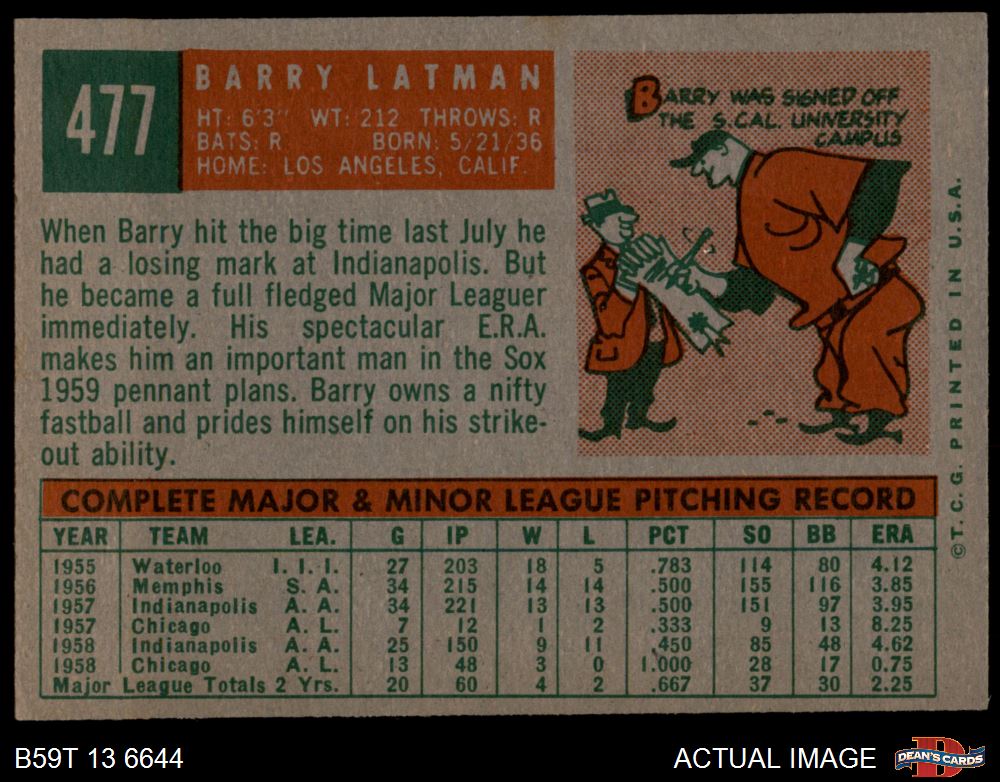 477
BARRY LATMAN
HT: 6'3" WT: 212 THROWS: R
BATS: R BORN: 5/21/36
HOME: LOS ANGELES, CALIF.
BARRY WAS SIGNED OFF
THE S. CAL. UNIVERSITY
CAMPUS
When Barry hit the big time last July he
had a losing mark at Indianapolis. But
he became a full fledged Major Leaguer
immediately. His spectacular E.R.A.
makes him an important man in the Sox
1959 pennant plans. Barry owns a nifty
fastball and prides himself on his strike-
out ability.
©T.C.G. PRINTED IN U.S.A.
COMPLETE MAJOR & MINOR LEAGUE PITCHING RECORD
YEAR TEAM LEA. G IP W L PCT SO BB ERA
1955 Waterloo I. I. I. 27 203 18 5 .783 114 80 4.12
1956 Memphis S. A. 34 215 14 14 .500 155 116 3.85
1957 Indianapolis A. A. 34 221 13 13 .500 151 97 3.95
1957 Chicago A. L. 7 12 1 2 .333 9 13 8.25
1958 Indianapolis A. A. 25 150 9 11 .450 85 48 4.62
1958 Chicago A. L. 13 48 3 0 1.000 28 17 0.75
Major League Totals 2 Yrs. 20 60 4 2 .667 37 30 2.25
B59T 13 6644
ACTUAL IMAGE
D
DEAN'S CARDS